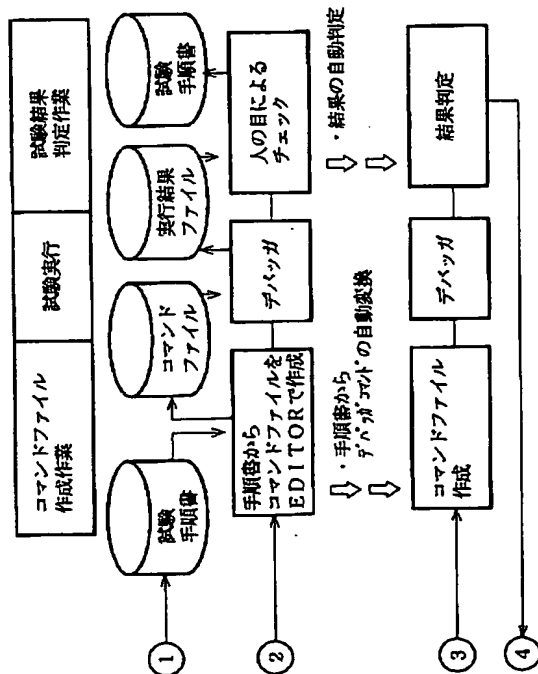 コマンドファイル
作成作業
試験実行
試験結果
判定作業
①
試験
手順書
コマンド
ファイル
実行結果
ファイル
試験
手順書
②
手順書から
コマンドファイルを
EDITORで作成
デバッガ
人の目による
チェック
・手順書から
デバッガコマンドの自動変換
・結果の自動判定
③
コマンドファイル
作成
デバッガ
結果判定
④